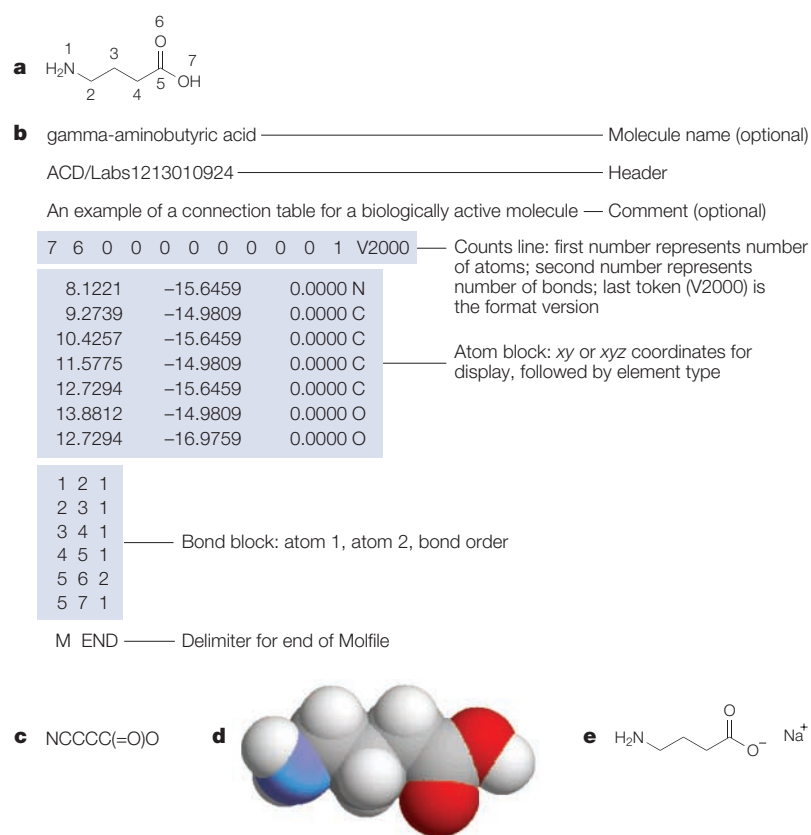 a
6
O
1
3
7
H2N
5
OH
2
4
b
gamma-aminobutyric acid
Molecule name (optional)
ACD/Labs1213010924
Header
An example of a connection table for a biologically active molecule
Comment (optional)
7 6 0 0 0 0 0 0 0 0 1 V2000
Counts line: first number represents number
of atoms; second number represents
number of bonds; last token (V2000) is
the format version
8.1221 –15.6459 0.0000 N
9.2739 –14.9809 0.0000 C
10.4257 –15.6459 0.0000 C
11.5775 –14.9809 0.0000 C
12.7294 –15.6459 0.0000 C
13.8812 –14.9809 0.0000 O
12.7294 –16.9759 0.0000 O
Atom block: xy or xyz coordinates for
display, followed by element type
1 2 1
2 3 1
3 4 1
4 5 1
5 6 2
5 7 1
Bond block: atom 1, atom 2, bond order
M END
Delimiter for end of Molfile
c NCCCC(=O)O
d
e
O
H2N
O–
Na+